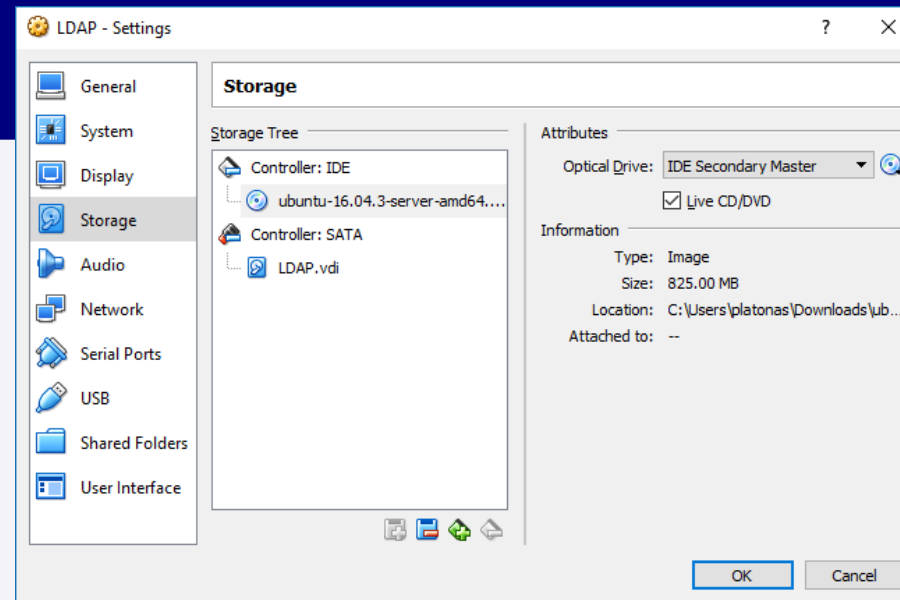 LDAP - Settings
?
General
System
Display
Storage
Audio
Network
Serial Ports
USB
Shared Folders
User Interface
Storage
Storage Tree
Controller: IDE
ubuntu-16.04.3-server-amd64....
Controller: SATA
LDAP.vdi
Attributes
Optical Drive: IDE Secondary Master
Live CD/DVD
Information
Type: Image
Size: 825.00 MB
Location: C:\Users\platonas\Downloads\ub...
Attached to: --
OK
Cancel